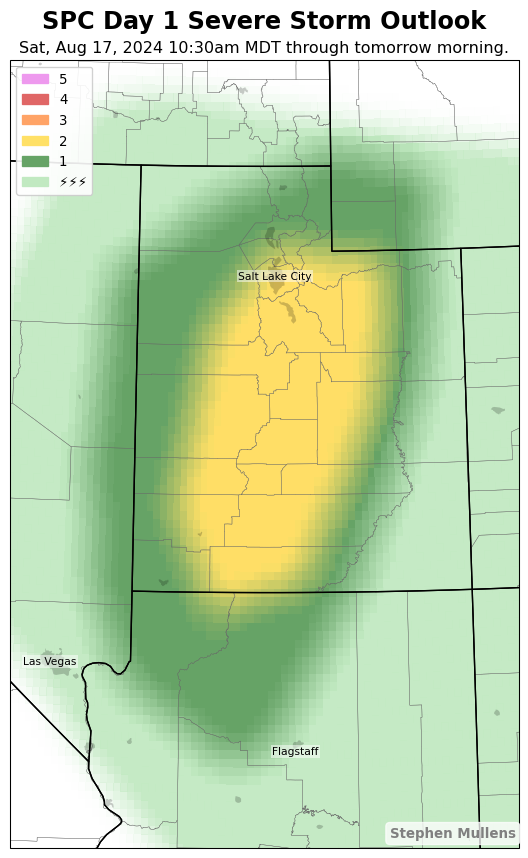 SPC Day 1 Severe Storm Outlook
Sat, Aug 17, 2024 10:30am MDT through tomorrow morning.
5
4
3
2
1
⚡⚡⚡
Salt Lake City
Las Vegas
Flagstaff
Stephen Mullens